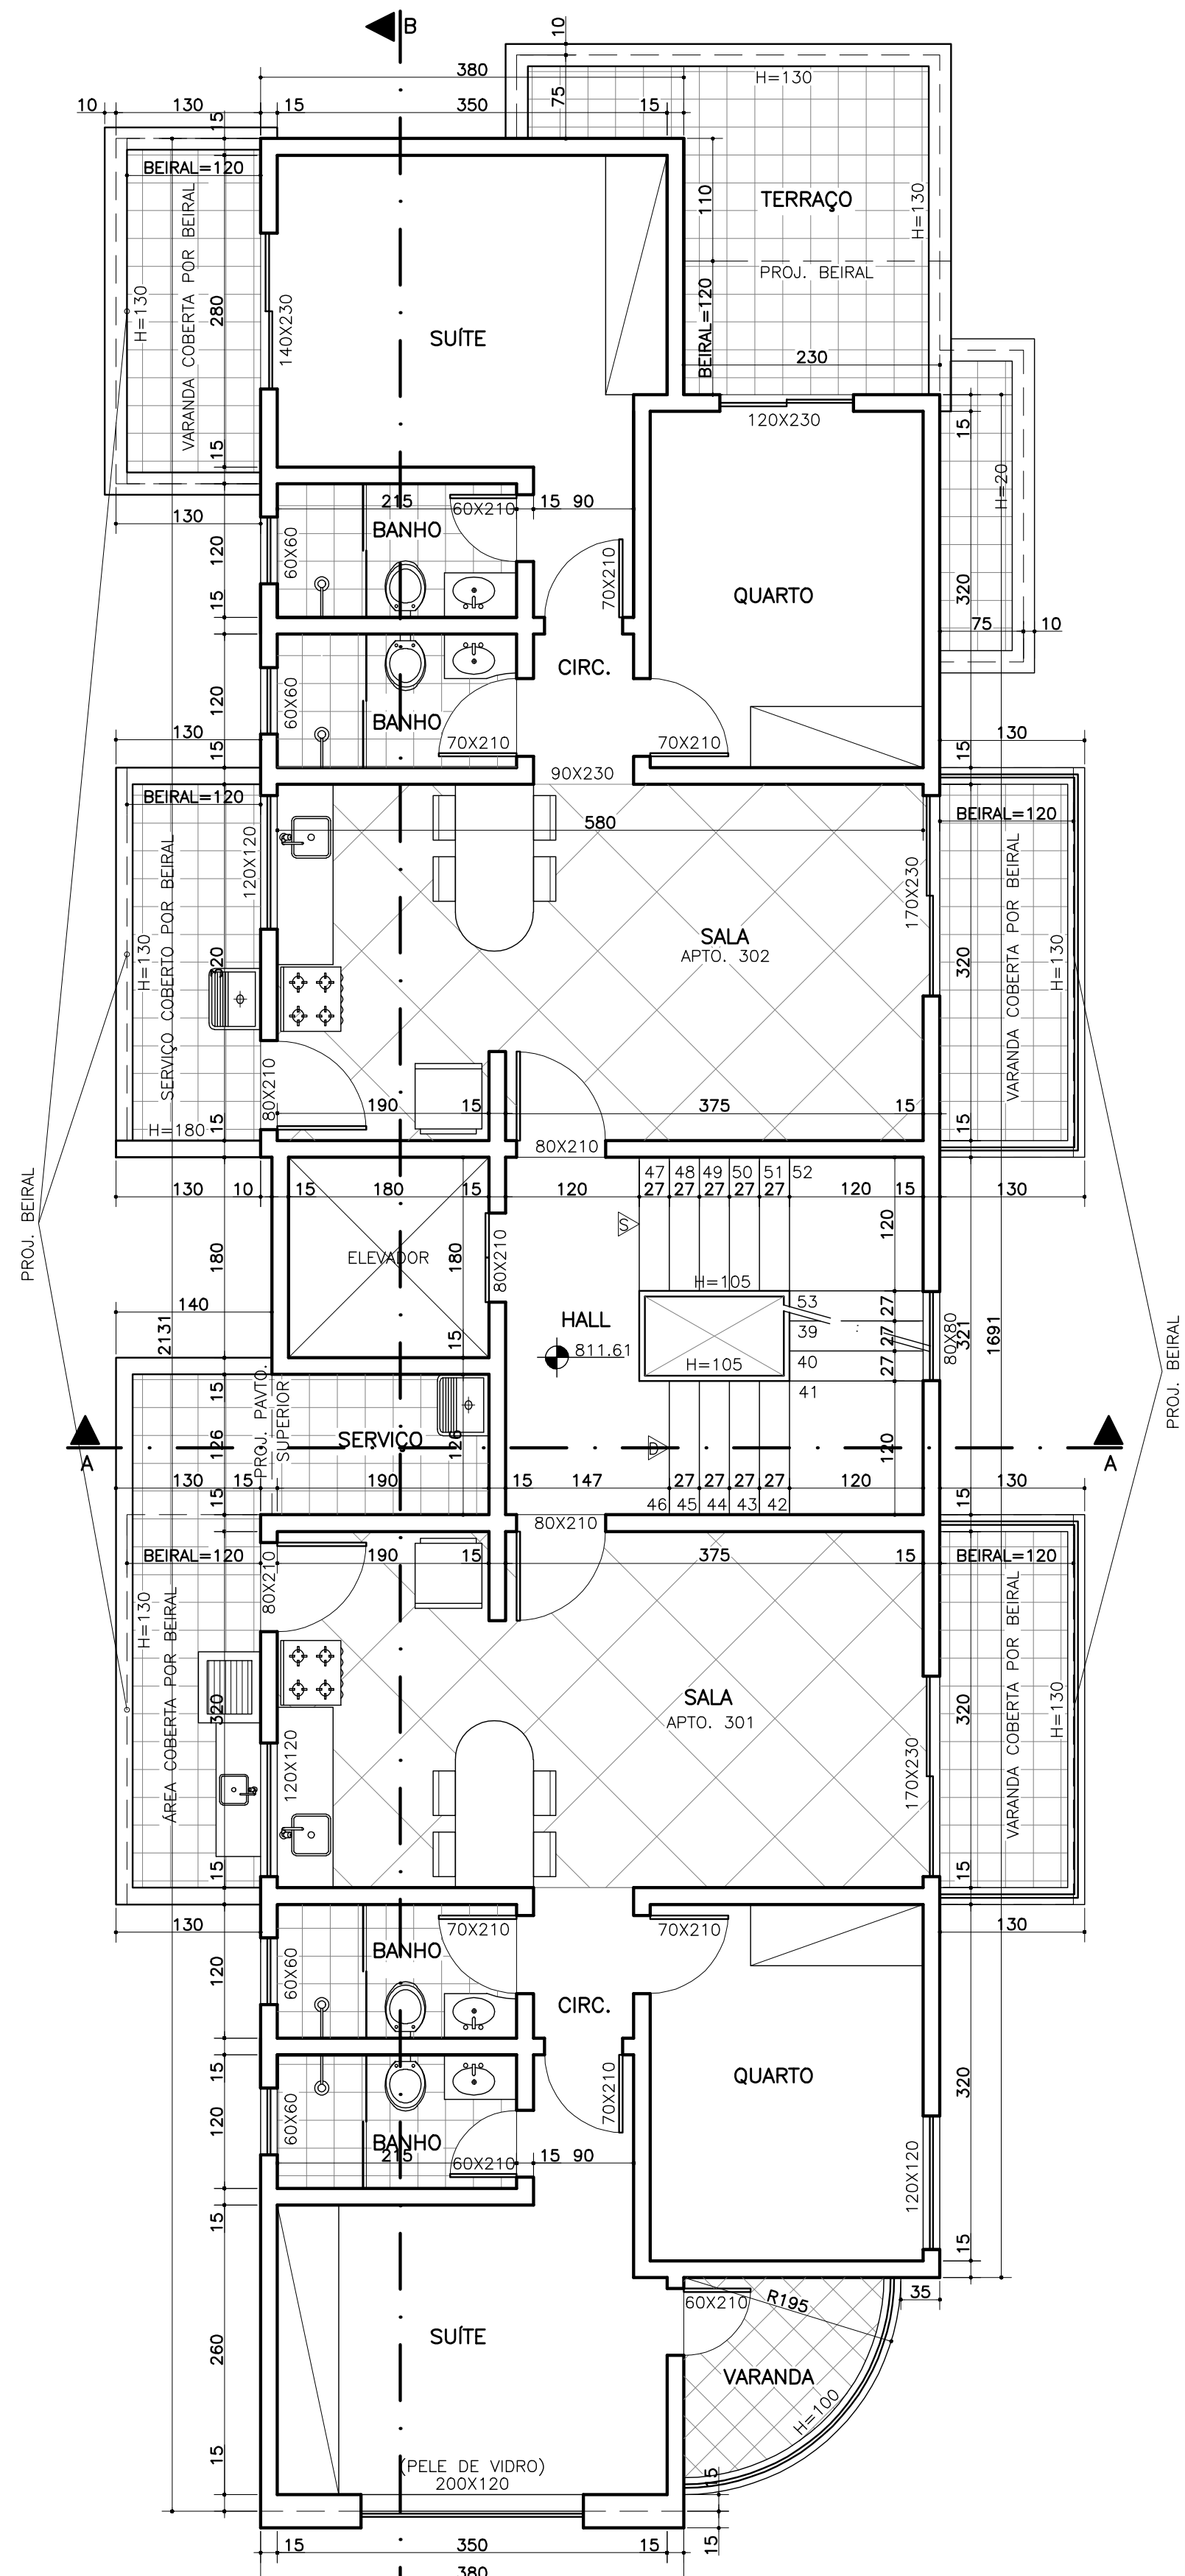 B
10
380
H=130
10
130
15
350
15
75
15
BEIRAL=120
VARANDA COBERTA POR BEIRAL
H=130
280
140X230
SUÍTE
110
TERRAÇO
H=130
PROJ. BEIRAL
BEIRAL=120
230
120X230
15
15
H=20
130
215
60X210
15
90
BANHO
120
60X60
70X210
QUARTO
320
75
10
15
CIRC.
120
60X60
BANHO
130
70X210
70X210
130
15
90X230
15
BEIRAL=120
580
BEIRAL=120
120X120
SERVIÇO COBERTO POR BEIRAL
H=130
320
170X230
SALA
APTO. 302
320
VARANDA COBERTA POR BEIRAL
H=130
80X210
190
15
375
15
H=180
15
80X210
15
47
48
49
50
51
52
130
10
15
180
15
120
27
27
27
27
27
120
15
130
S
PROJ. BEIRAL
180
ELEVADOR
180
80X210
120
H=105
53
27
140
HALL
39
27
80X80
321
1691
2131
15
811.61
H=105
40
27
PROJ. BEIRAL
41
15
PROJ. PAVTO.
SUPERIOR
126
SERVIÇO
126
D
120
A
A
130
15
190
15
147
27
27
27
27
120
130
15
46
45
44
43
42
15
80X210
BEIRAL=120
80X210
190
15
375
15
BEIRAL=120
H=130
ÁREA COBERTA POR BEIRAL
320
120X120
SALA
APTO. 301
170X230
320
VARANDA COBERTA POR BEIRAL
H=130
15
15
130
70X210
70X210
130
120
60X60
BANHO
CIRC.
15
120
60X60
70X210
QUARTO
320
BANHO
215
60X210
15
90
120X120
15
15
60X210
R195
35
260
SUÍTE
VARANDA
H=100
15
(PELE DE VIDRO)
200X120
15
15
350
15
15
380